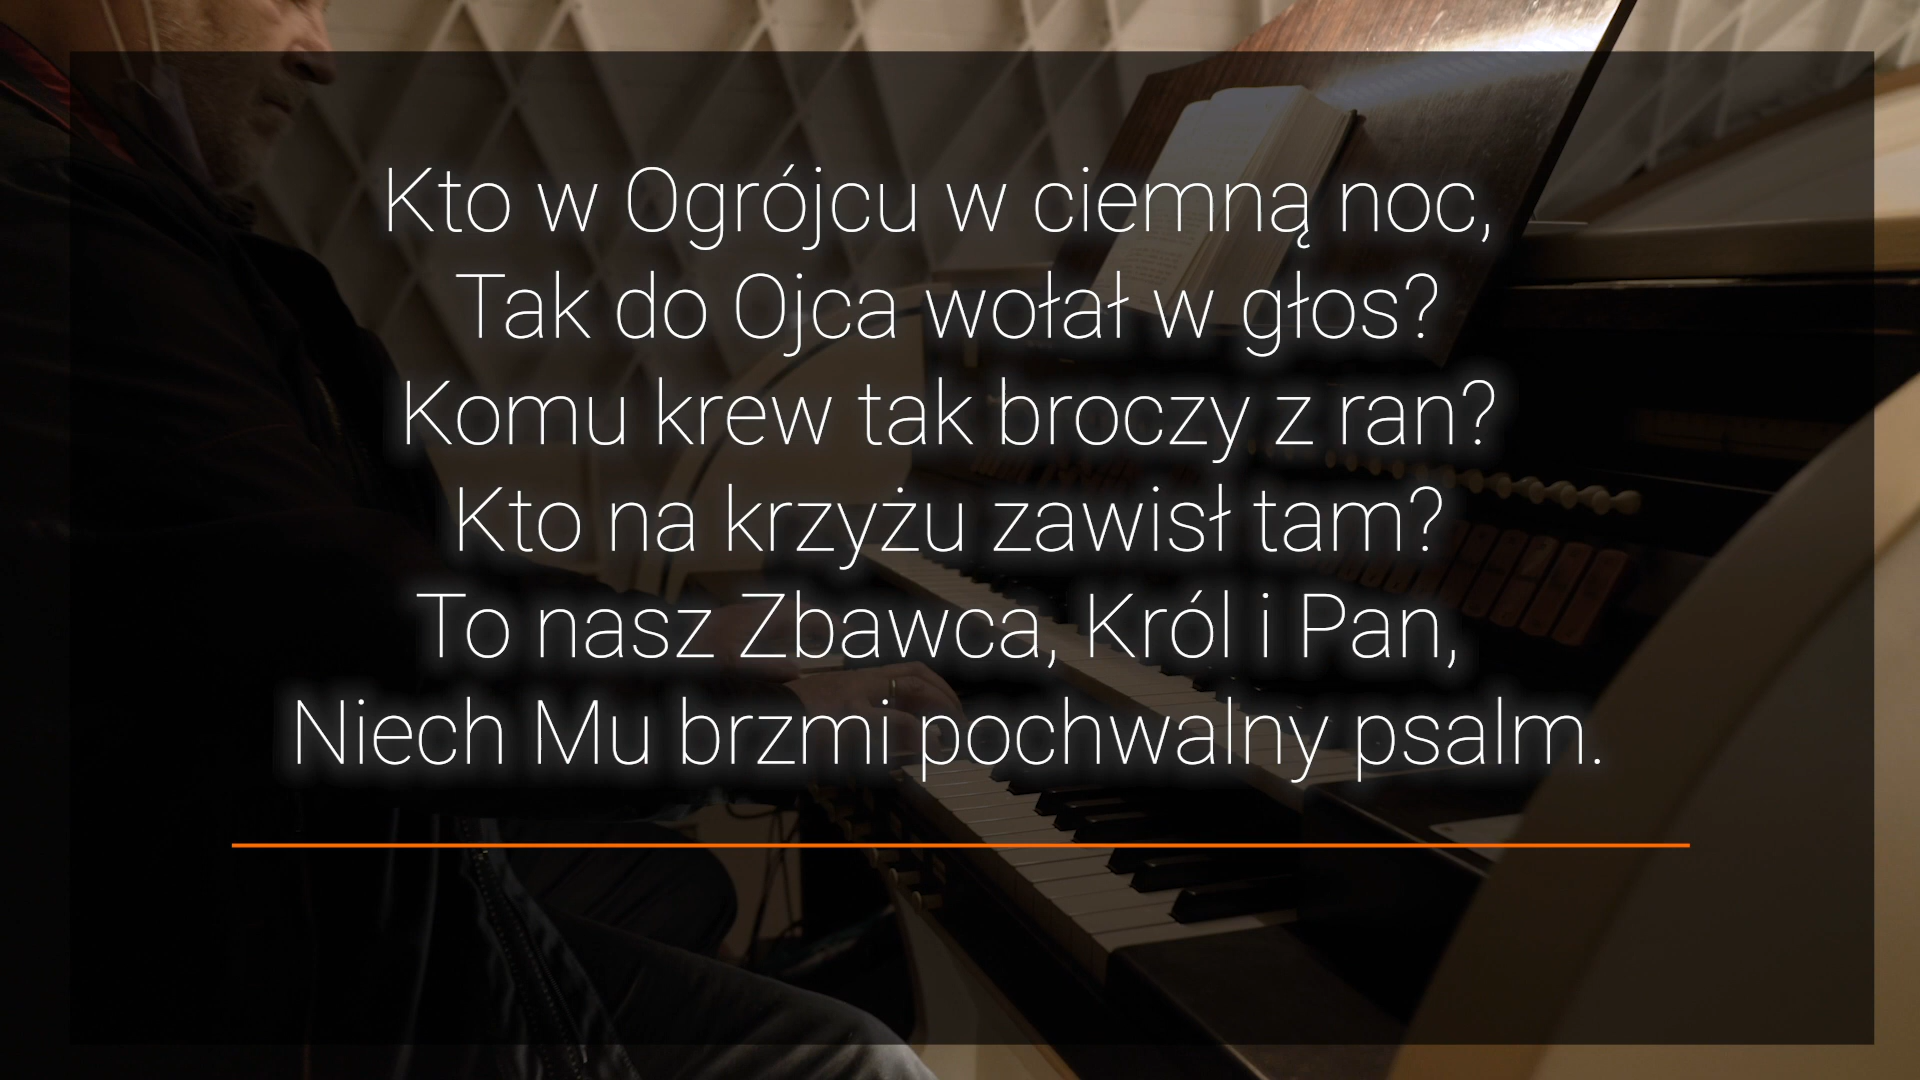 Kto w Ogrójcu w ciemną noc,
Tak do Ojca wołał w głos?
Komu krew tak broczy z ran?
Kto na krzyżu zawisł tam?
To nasz Zbawca, Król i Pan,
Niech Mu brzmi pochwalny psalm.